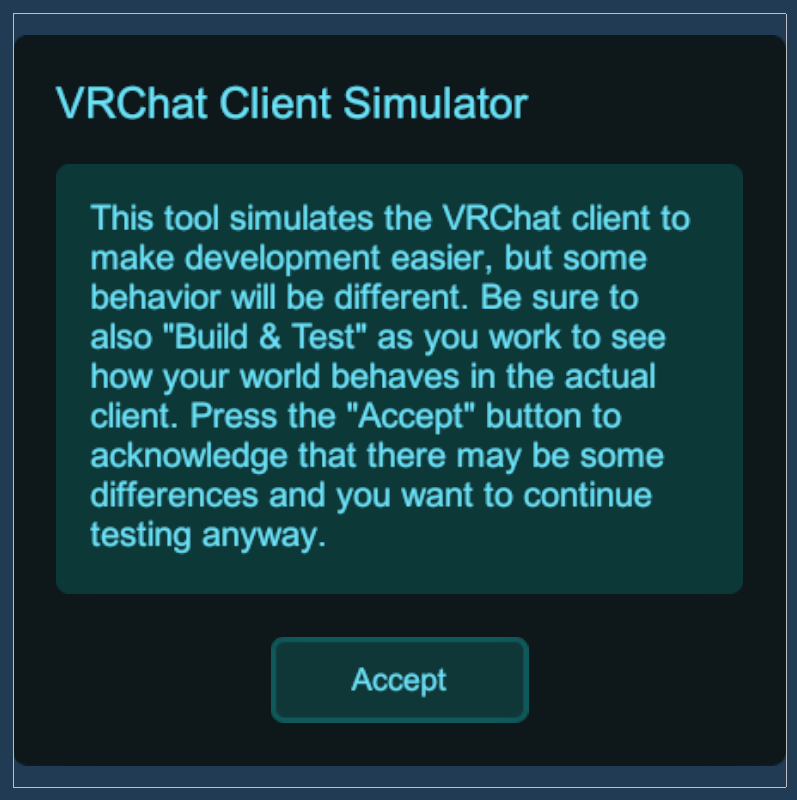 VRChat Client Simulator
This tool simulates the VRChat client to
make development easier, but some
behavior will be different. Be sure to
also "Build & Test" as you work to see
how your world behaves in the actual
client. Press the "Accept" button to
acknowledge that there may be some
differences and you want to continue
testing anyway.
Accept